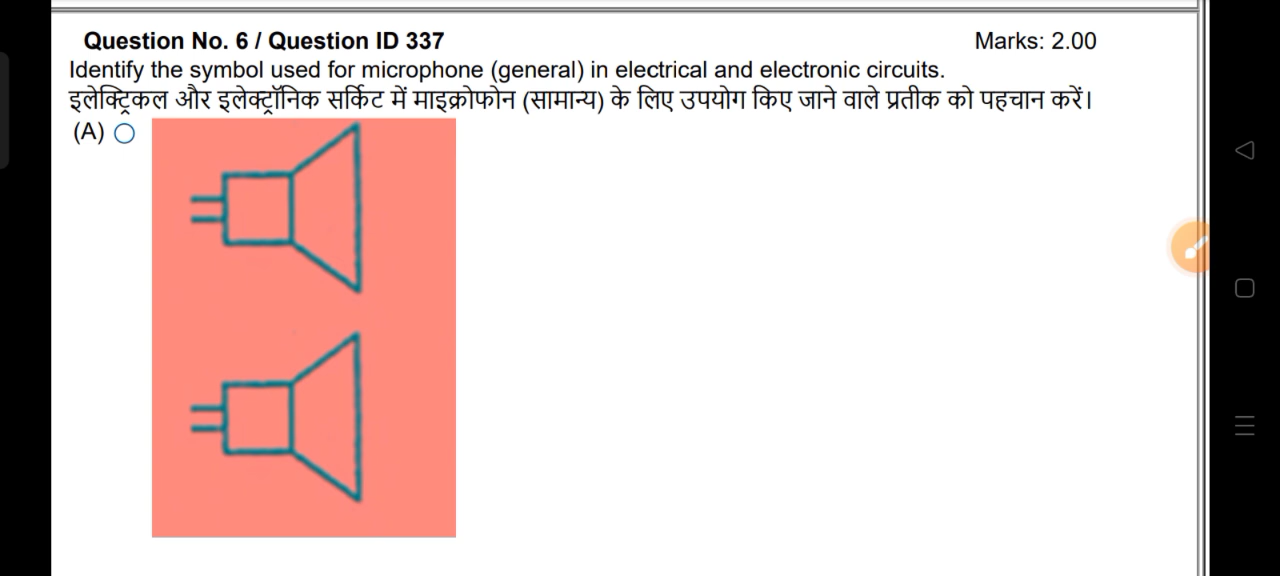 Question No. 6 / Question ID 337 Marks: 2.00
Identify the symbol used for microphone (general) in electrical and electronic circuits.
इलेक्ट्रिकल और इलेक्ट्रॉनिक सर्किट में माइक्रोफोन (सामान्य) के लिए उपयोग किए जाने वाले प्रतीक को पहचान करें।
(A)